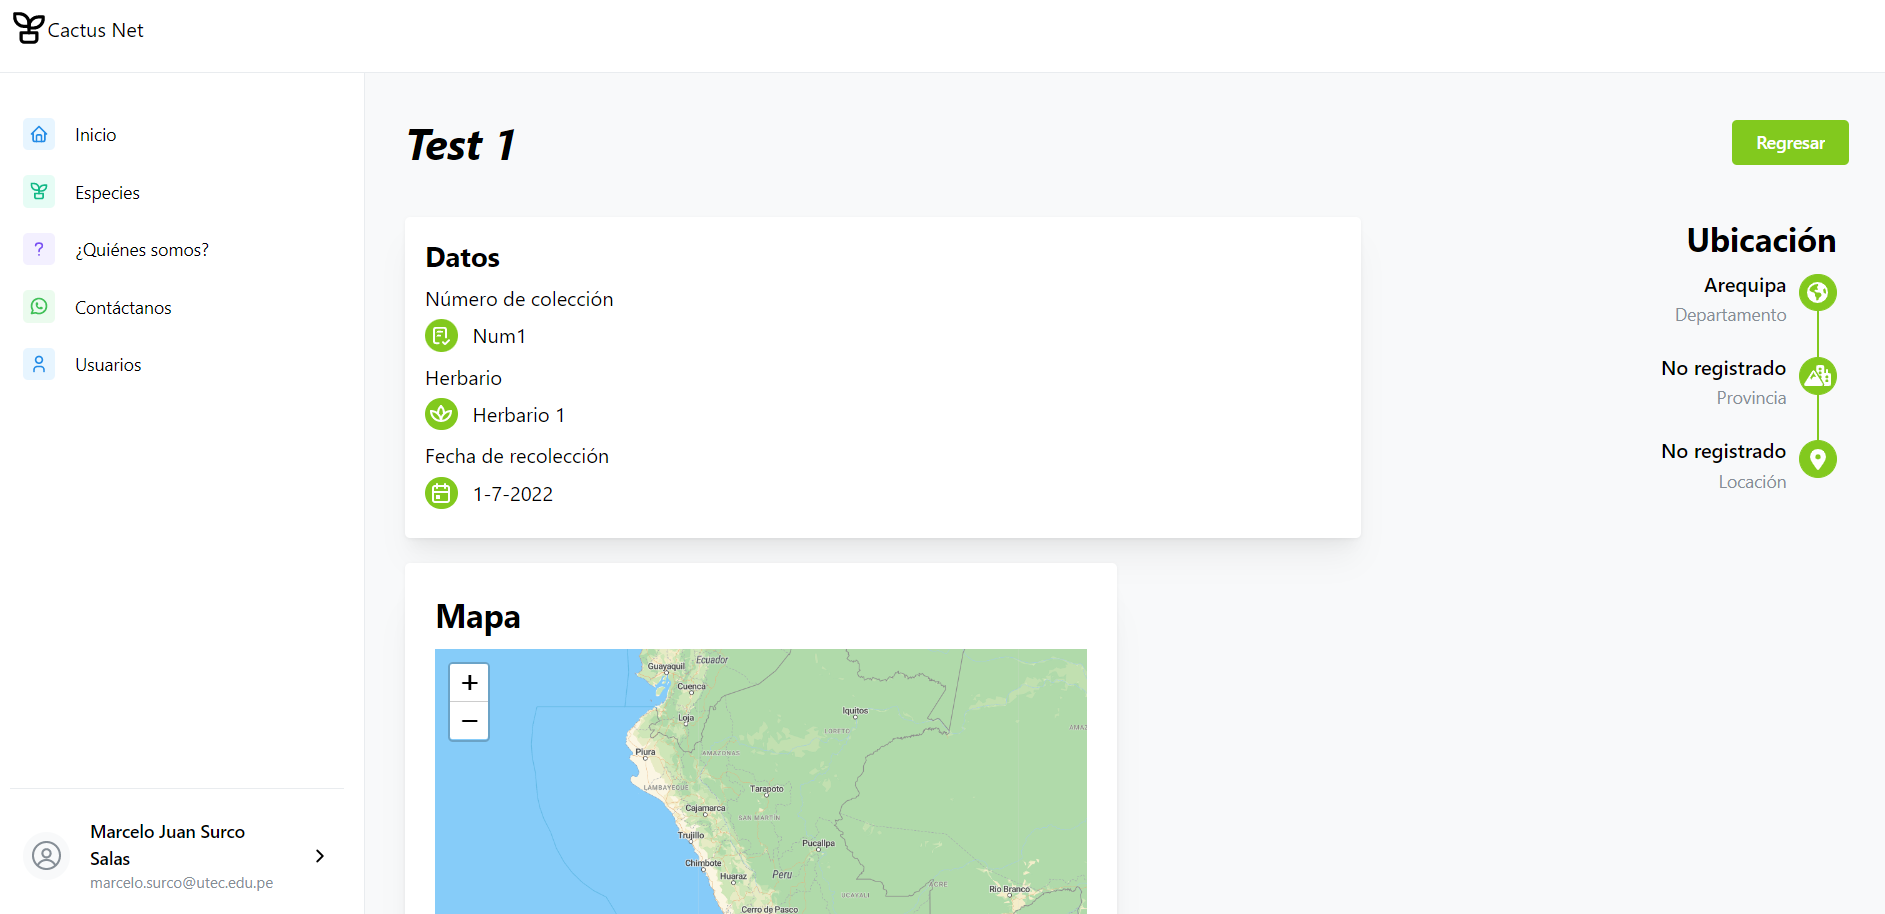 Cactus Net
Inicio
Especies
¿Quiénes somos?
Contáctanos
Usuarios
Marcelo Juan Surco
Salas
marcelo.surco@utec.edu.pe
Test 1
Regresar
Datos
Número de colección
Num1
Herbario
Herbario 1
Fecha de recolección
1-7-2022
Ubicación
Arequipa
Departamento
No registrado
Provincia
No registrado
Locación
Mapa
+
−
Guayaquil
Ecuador
Cuenca
Loja
Iquitos
LORETO
AMAZ
Piura
AMAZONAS
LAMBAYEQUE
Tarapoto
Cajamarca
SAN MARTÍN
Trujillo
Pucallpa
Chimbote
Huaraz
Peru
ACRE
Rio Branco
UCAYALI
Cerro de Pasco